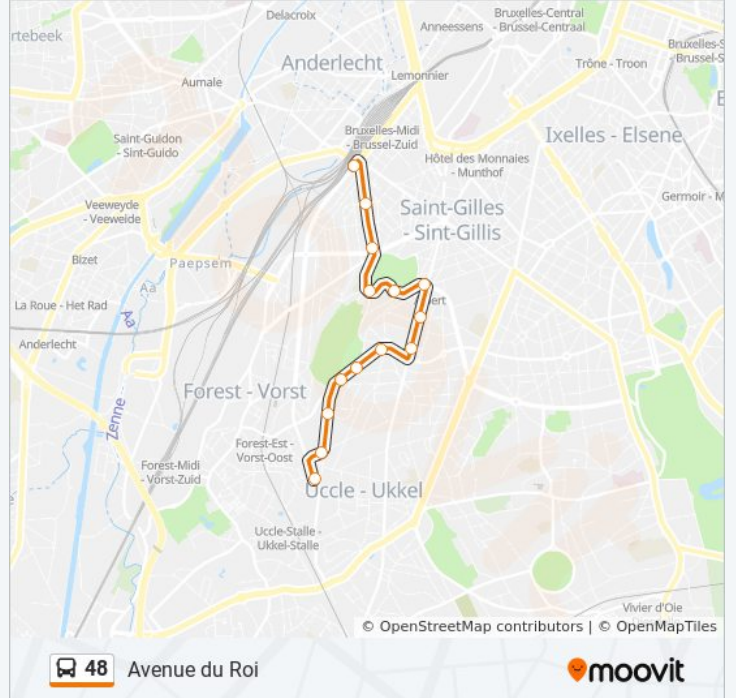 Delacroix
Bruxelles-Central
- Brussel-Centraal
Anneessens
rtebeek
Bruxelles-S
- Brussel-S
Trône - Troon
Anderlecht
Lemonnier
Aumale
Bruxelles-Midi
- Brussel-Zuid
Ixelles - Elsene
Saint-Guidon
- Sint-Guido
Hôtel des Monnaies
- Munthof
Germoir - M
Veeweyde
- Veeweide
Saint-Gilles
- Sint-Gillis
Bizet
Paepsem
Aa
La Roue - Het Rad
Aa
ert
Anderlecht
Forest - Vorst
Zenne
Forest-Est -
Vorst-Oost
Forest-Midi
- Vorst-Zuid
Uccle - Ukkel
Uccle-Stalle -
Ukkel-Stalle
Vivier d'Oie
© OpenStreetMap contributors | © OpenMapTiles
48 Avenue du Roi
moovit